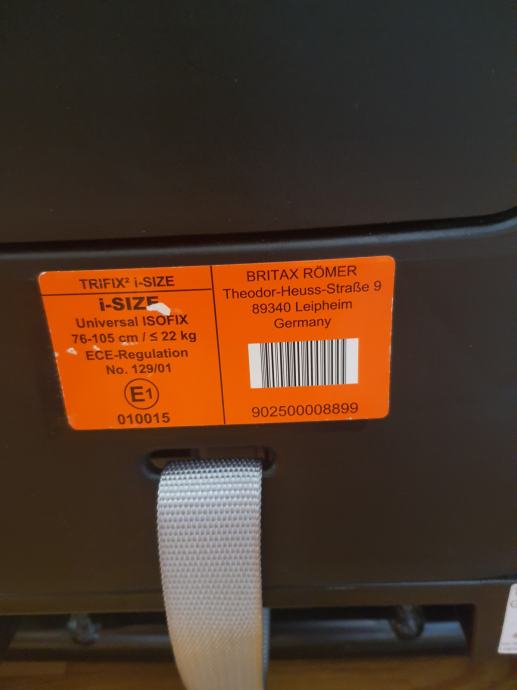 TRIFIX² i-SIZE
i-SIZE
Universal ISOFIX
76-105 cm / ≤ 22 kg
ECE-Regulation
No. 129/01
E1
010015
BRITAX RÖMER
Theodor-Heuss-Straße 9
89340 Leipheim
Germany
902500008899